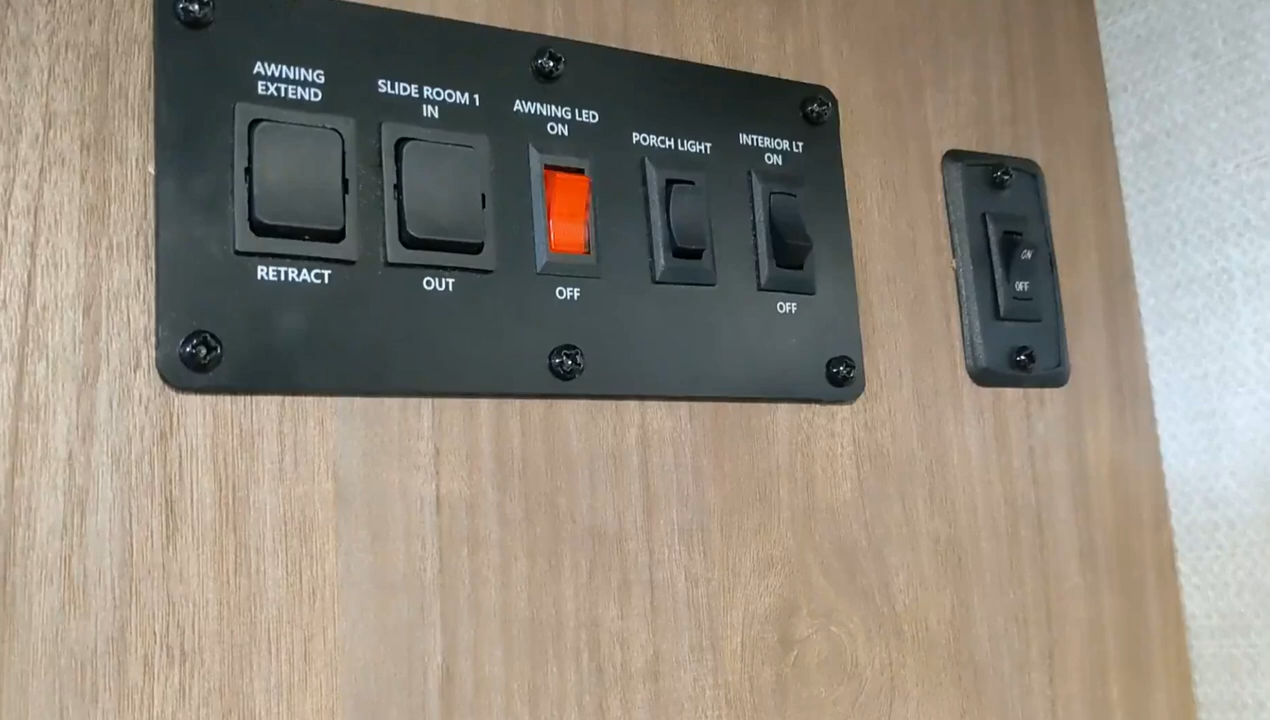 AWNING
EXTEND
RETRACT
SLIDE ROOM 1
IN
OUT
AWNING LED
ON
OFF
PORCH LIGHT
INTERIOR LT
ON
OFF
ON
OFF